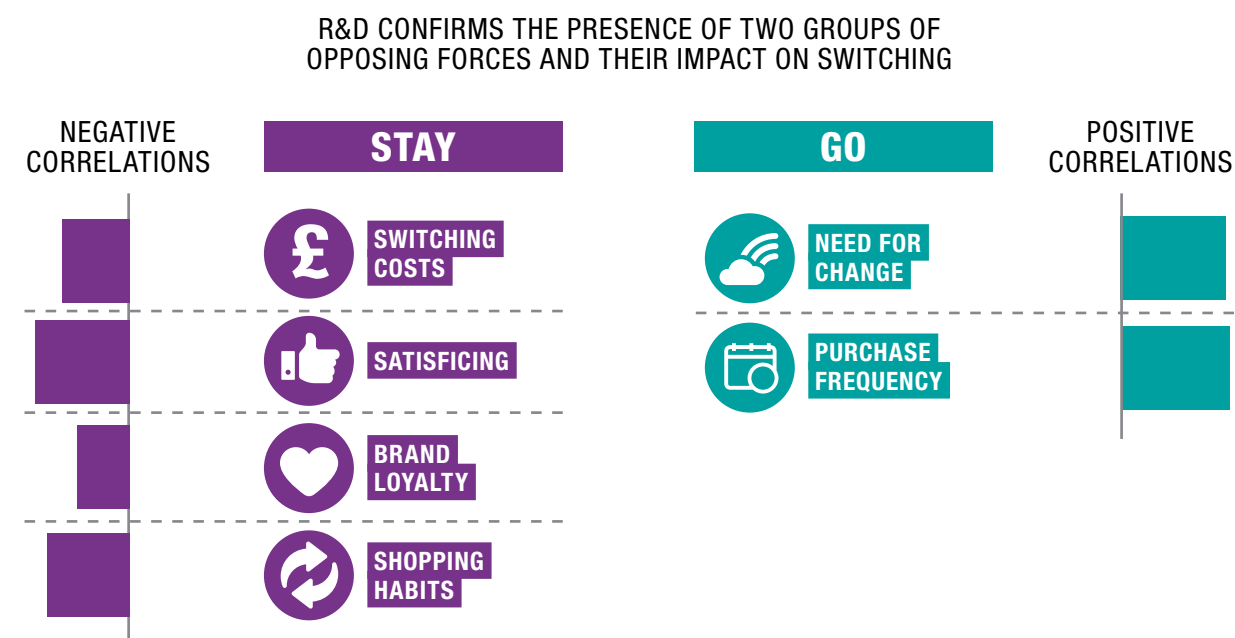 R&D CONFIRMS THE PRESENCE OF TWO GROUPS OF
OPPOSING FORCES AND THEIR IMPACT ON SWITCHING
NEGATIVE
CORRELATIONS
STAY
SWITCHING
COSTS
SATISFICING
BRAND
LOYALTY
SHOPPING
HABITS
GO
POSITIVE
CORRELATIONS
NEED FOR
CHANGE
PURCHASE
FREQUENCY